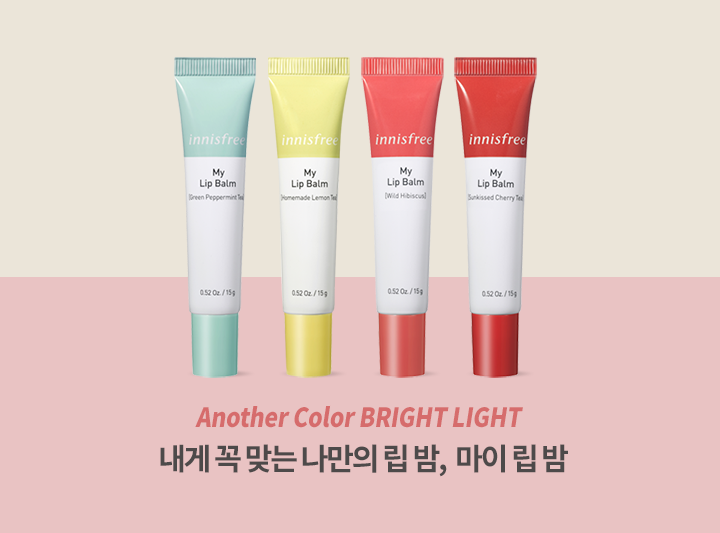 innisfree
My
Lip Balm
[Green Peppermint Tea]
0.52 Oz. / 15 g
innisfree
My
Lip Balm
[Homemade Lemon Tea]
0.52 Oz. / 15 g
innisfree
My
Lip Balm
[Wild Hibiscus]
0.52 Oz. / 15 g
innisfree
My
Lip Balm
[Sunkissed Cherry Tea]
0.52 Oz. / 15 g
Another Color BRIGHT LIGHT
내게 꼭 맞는 나만의 립 밤, 마이 립 밤